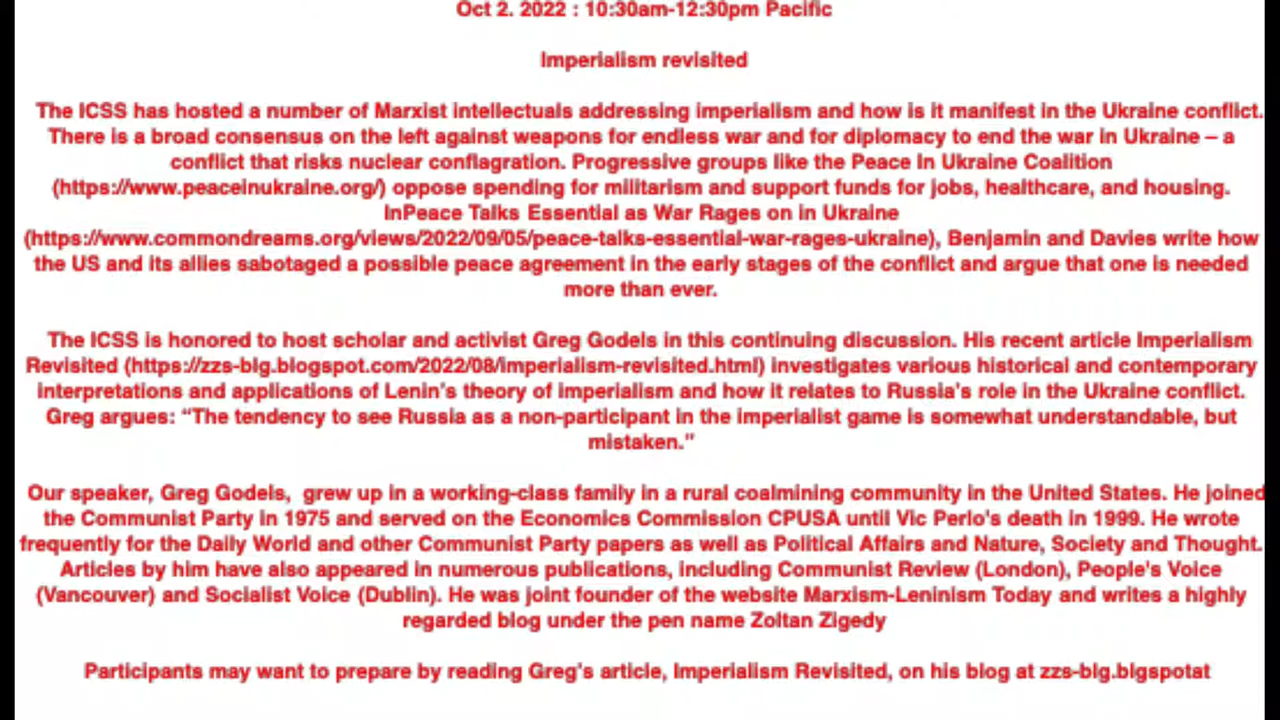 Oct 2. 2022 : 10:30am-12:30pm Pacific
Imperialism revisited
The ICSS has hosted a number of Marxist intellectuals addressing imperialism and how is it manifest in the Ukraine conflict.
There is a broad consensus on the left against weapons for endless war and for diplomacy to end the war in Ukraine – a
conflict that risks nuclear conflagration. Progressive groups like the Peace In Ukraine Coalition
(https://www.peaceinukraine.org/) oppose spending for militarism and support funds for jobs, healthcare, and housing.
InPeace Talks Essential as War Rages on in Ukraine
(https://www.commondreams.org/views/2022/09/05/peace-talks-essential-war-rages-ukraine), Benjamin and Davies write how
the US and its allies sabotaged a possible peace agreement in the early stages of the conflict and argue that one is needed
more than ever.
The ICSS is honored to host scholar and activist Greg Godels in this continuing discussion. His recent article Imperialism
Revisited (https://zzs-blg.blogspot.com/2022/08/imperialism-revisited.html) investigates various historical and contemporary
interpretations and applications of Lenin's theory of imperialism and how it relates to Russia's role in the Ukraine conflict.
Greg argues: “The tendency to see Russia as a non-participant in the imperialist game is somewhat understandable, but
mistaken.”
Our speaker, Greg Godels,  grew up in a working-class family in a rural coalmining community in the United States. He joined
the Communist Party in 1975 and served on the Economics Commission CPUSA until Vic Perlo's death in 1999. He wrote
frequently for the Daily World and other Communist Party papers as well as Political Affairs and Nature, Society and Thought.
Articles by him have also appeared in numerous publications, including Communist Review (London), People's Voice
(Vancouver) and Socialist Voice (Dublin). He was joint founder of the website Marxism-Leninism Today and writes a highly
regarded blog under the pen name Zoltan Zigedy
Participants may want to prepare by reading Greg's article, Imperialism Revisited, on his blog at zzs-blg.blgspotat